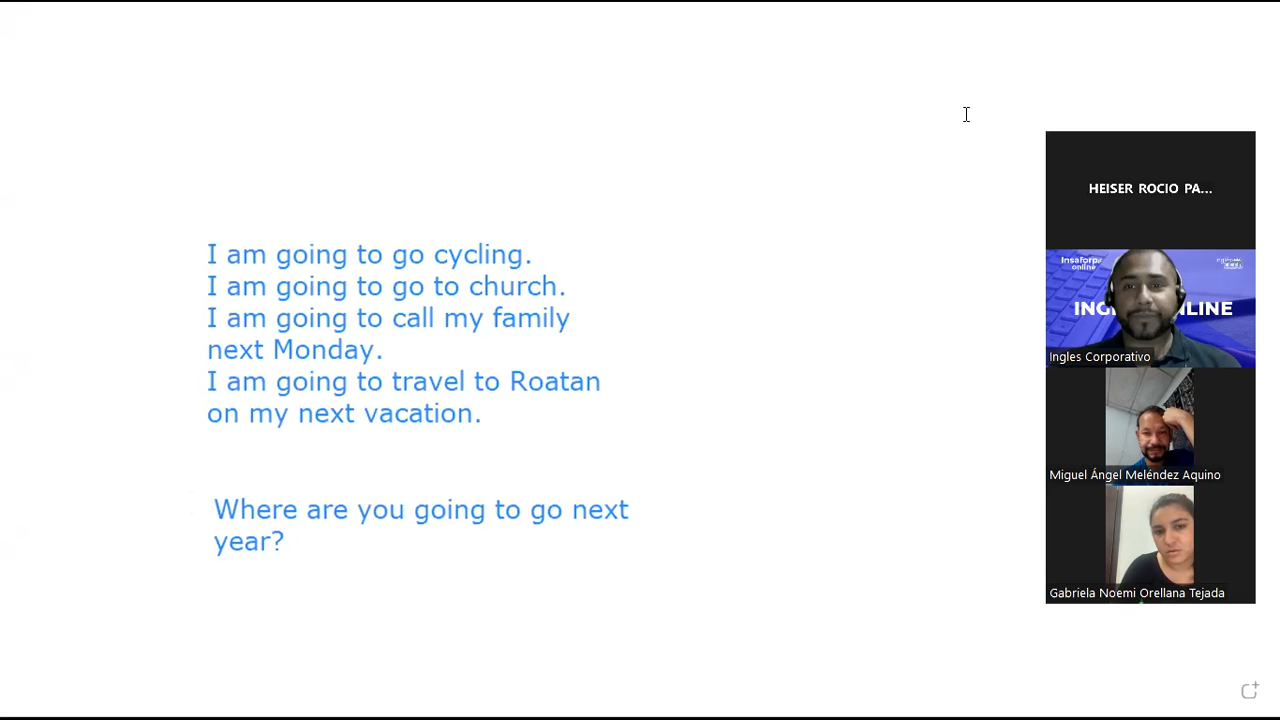 I am going to go cycling.
I am going to go to church.
I am going to call my family
next Monday.
I am going to travel to Roatan
on my next vacation.
Where are you going to go next
year?
HEISER ROCIO PA...
Insaforp
online
Ingles Corporativo
Miguel Ángel Meléndez Aquino
Gabriela Noemi Orellana Tejada